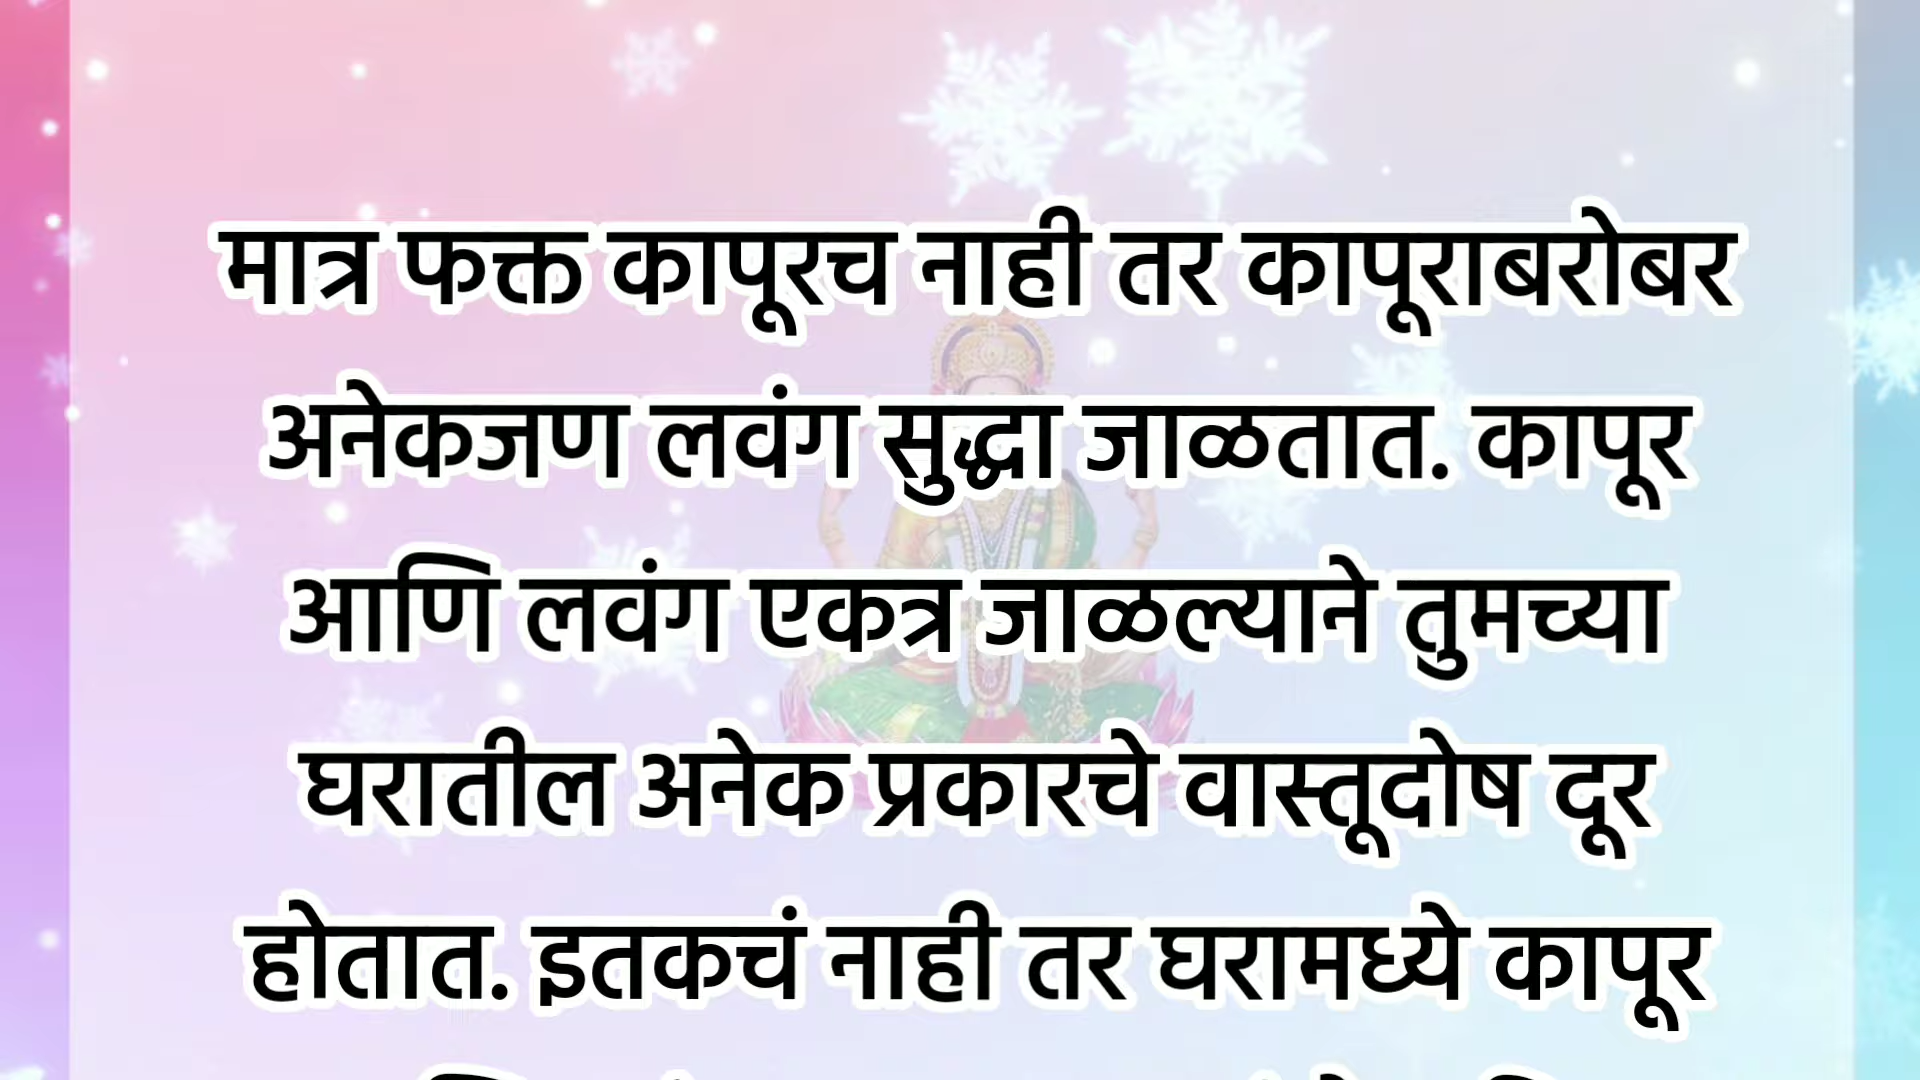 मात्र फक्त कापूरच नाही तर कापूराबरोबर
अनेकजण लवंग सुद्धा जाळतात. कापूर
आणि लवंग एकत्र जाळल्याने तुमच्या
घरातील अनेक प्रकारचे वास्तूदोष दूर
होतात. इतकचं नाही तर घरामध्ये कापूर